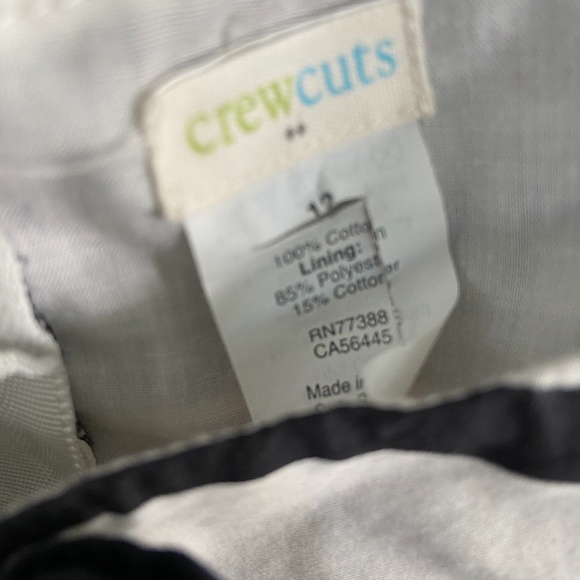 crewcuts
12
100% Cotton
Lining:
85% Polyester
15% Cotton
RN77388
CA56445
Made in